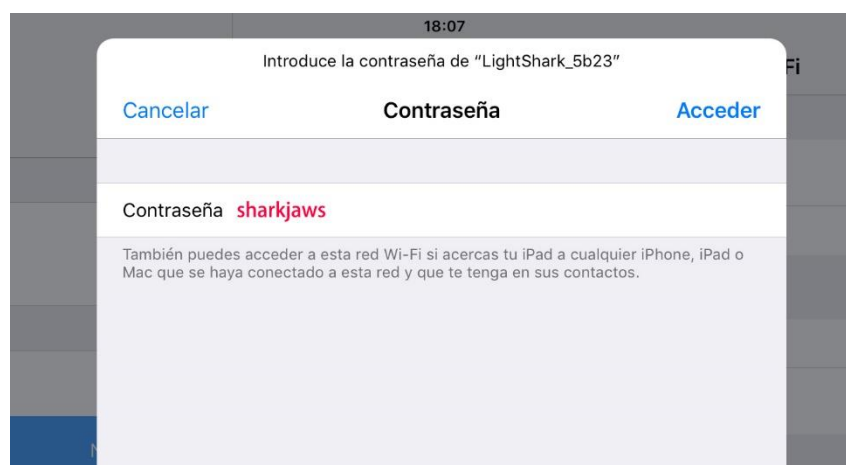 18:07
Introduce la contraseña de “LightShark_5b23”
Fi
Cancelar Contraseña Acceder
Contraseña sharkjaws
También puedes acceder a esta red Wi-Fi si acercas tu iPad a cualquier iPhone, iPad o
Mac que se haya conectado a esta red y que te tenga en sus contactos.